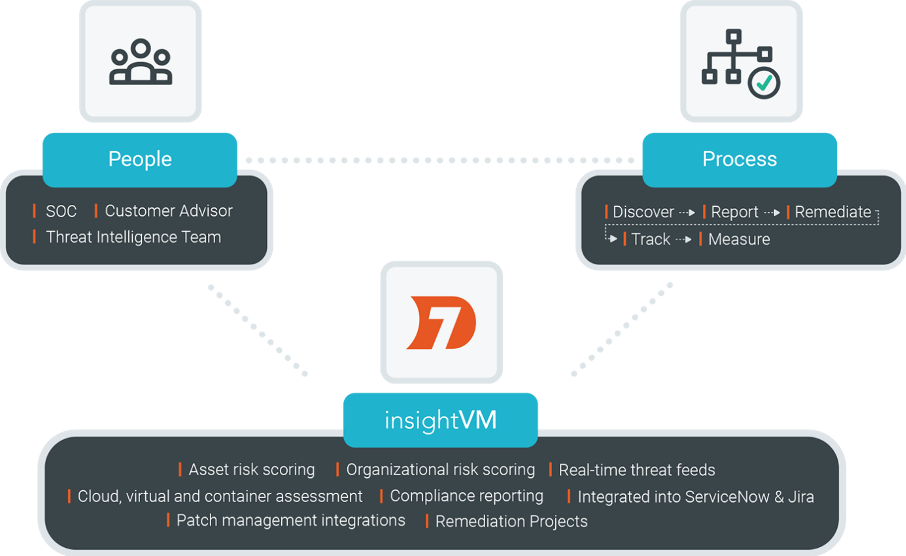 People
Process
SOC
Customer Advisor
Threat Intelligence Team
Discover Report Remediate
Track Measure
7
insightVM
Asset risk scoring Organizational risk scoring Real-time threat feeds
Cloud, virtual and container assessment Compliance reporting Integrated into ServiceNow & Jira
Patch management integrations Remediation Projects